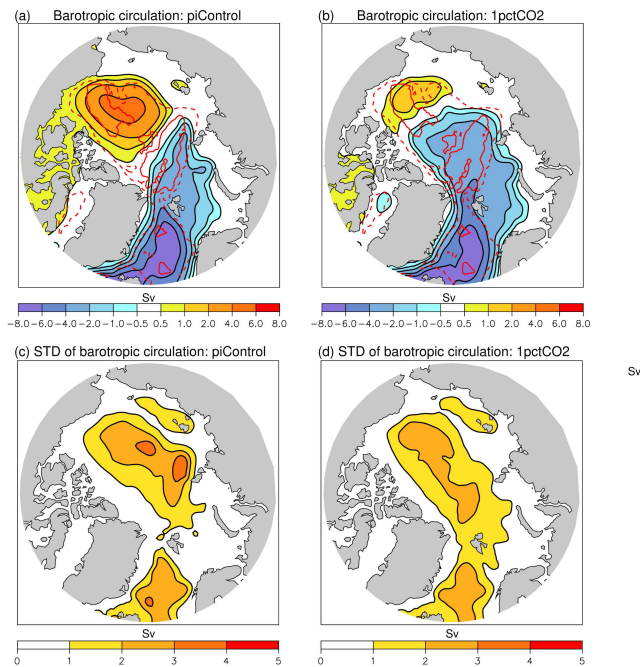 (a) Barotropic circulation: piControl
(b) Barotropic circulation: 1pctCO2
Sv
−8.0 −6.0 −4.0 −2.0 −1.0 −0.5 0.5 1.0 2.0 4.0 6.0 8.0
Sv
−8.0 −6.0 −4.0 −2.0 −1.0 −0.5 0.5 1.0 2.0 4.0 6.0 8.0
(c) STD of barotropic circulation: piControl
(d) STD of barotropic circulation: 1pctCO2
Sv
Sv
0 1 2 3 4 5
Sv
0 1 2 3 4 5